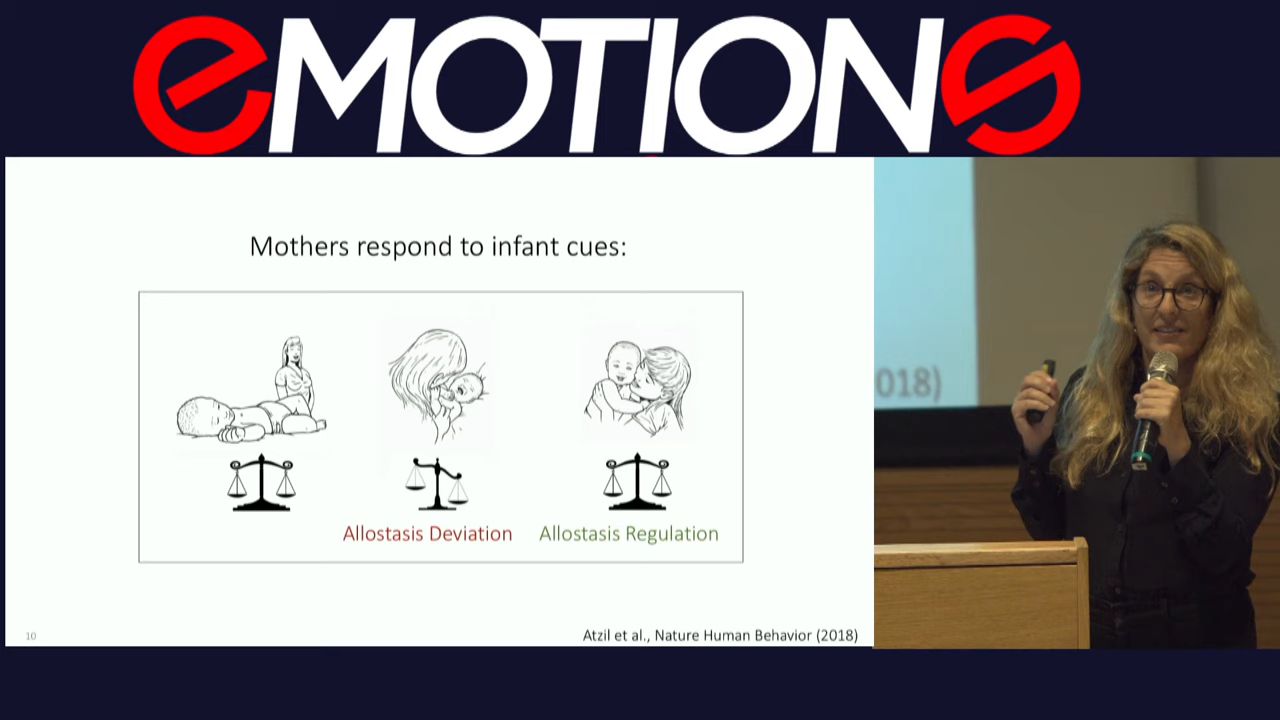 eMOTIONS
Mothers respond to infant cues:
Allostasis Deviation
Allostasis Regulation
10
Atzil et al., Nature Human Behavior (2018)
018)